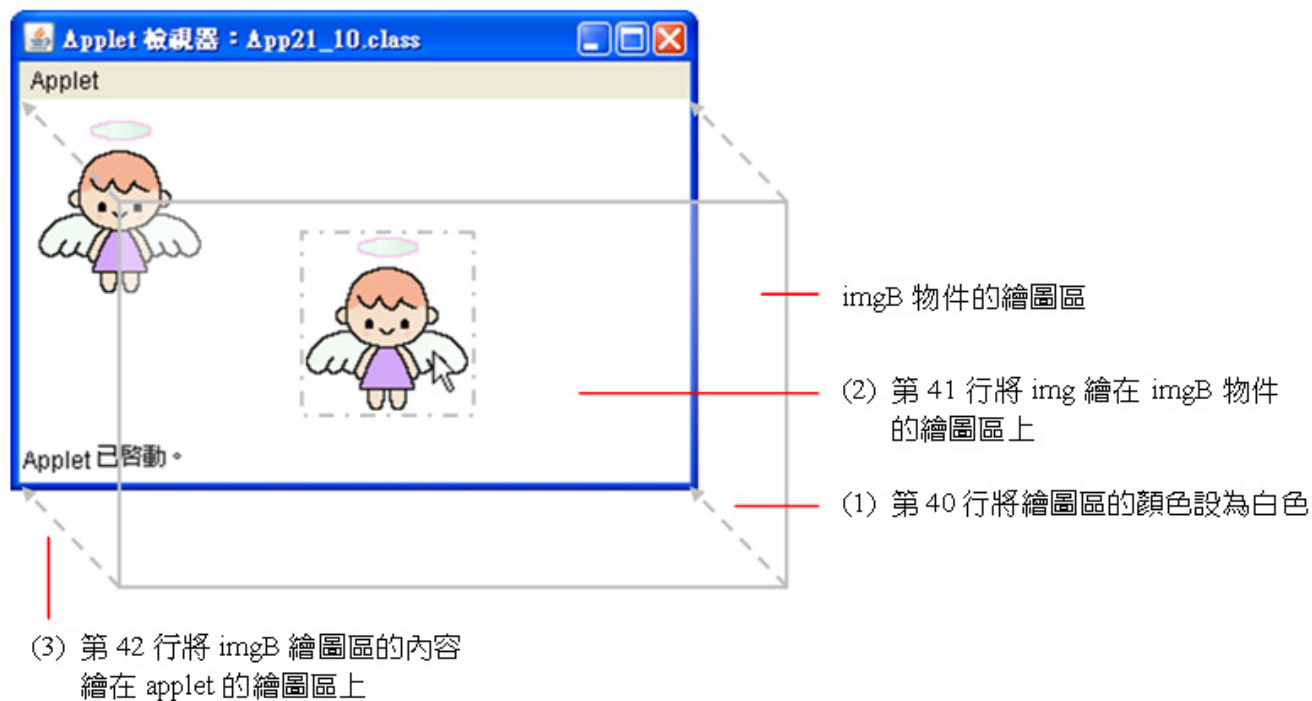 Applet 檢視器：App21_10.class
Applet
imgB 物件的繪圖區
(2) 第 41 行將 img 繪在 imgB 物件
的繪圖區上
Applet 已啓動。
(1) 第 40 行將繪圖區的顏色設為白色
(3) 第 42 行將 imgB 繪圖區的內容
繪在 applet 的繪圖區上